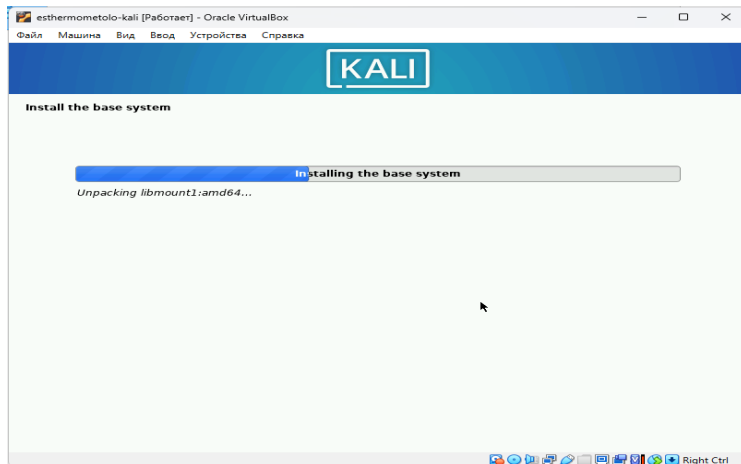 esthermometolo-kali [Работает] - Oracle VirtualBox
Файл Машина Вид Ввод Устройства Справка
KALI
Install the base system
Installing the base system
Unpacking libmount1:amd64...
Right Ctrl